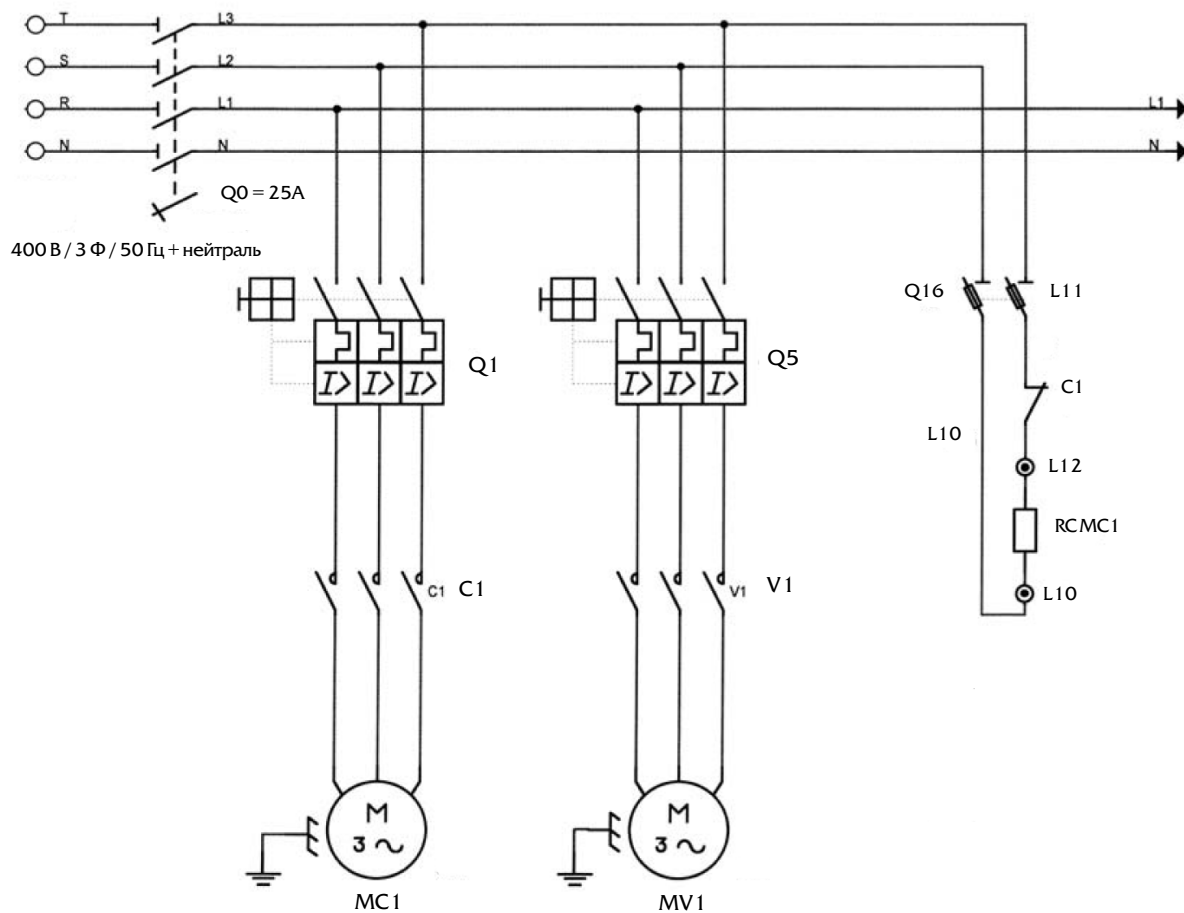 T L3
S L2
R L1 L1
N N N
Q0 = 25A
400 В / 3 Ф / 50 Гц + нейтраль
Q16 L11
Q1 Q5
I> I> I> I> I> I>
C1
L10
L12
RCMC1
C1 C1 V1 V1
L10
M M
3 ~ 3 ~
MC1 MV1